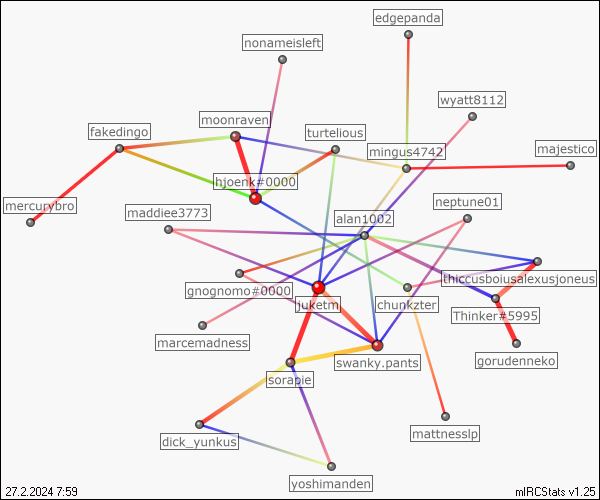 edgepanda
nonameisleft
wyatt8112
moonraven
fakedingo
turtelious
mingus4742
majestico
hjoenk#0000
neptune01
mercurybro
maddiee3773
alan1002
thiccusboiusalexusjoneus
gnognomo#0000
juketm
chunkzter
Thinker#5995
marcemadness
swanky.pants
gorudenneko
sorapie
mattnesslp
dick_yunkus
yoshimanden
27.2.2024 7:59
mIRCStats v1.25